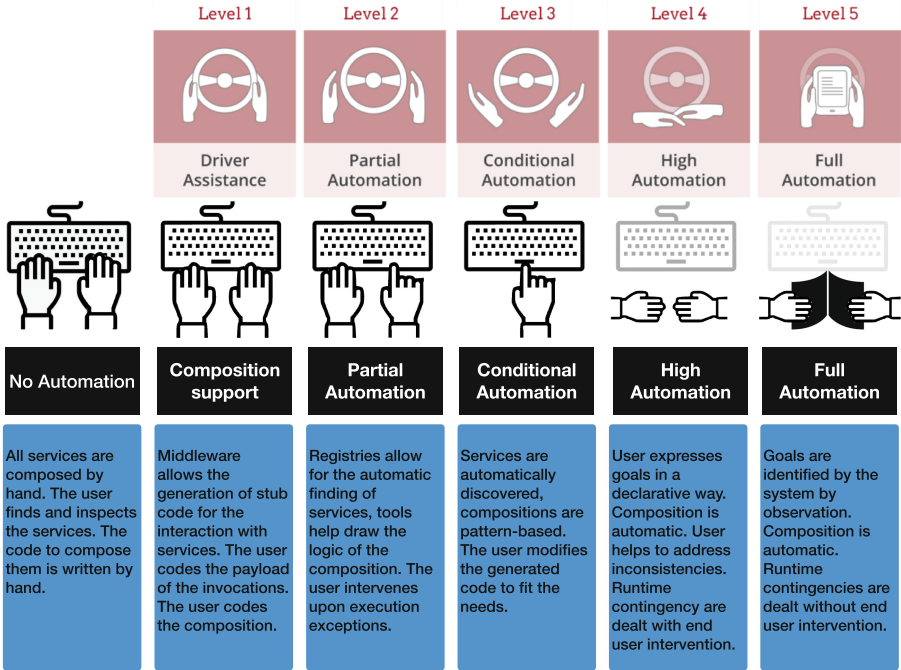 Level 1
Level 2
Level 3
Level 4
Level 5
Driver
Assistance
Partial
Automation
Conditional
Automation
High
Automation
Full
Automation
No Automation
Composition
support
Partial
Automation
Conditional
Automation
High
Automation
Full
Automation
All services are
composed by
hand. The user
finds and inspects
the services. The
code to compose
them is written by
hand.
Middleware
allows the
generation of stub
code for the
interaction with
services. The user
codes the payload
of the invocations.
The user codes
the composition.
Registries allow
for the automatic
finding of
services, tools
help draw the
logic of the
composition. The
user intervenes
upon execution
exceptions.
Services are
automatically
discovered,
compositions are
pattern-based.
The user modifies
the generated
code to fit the
needs.
User expresses
goals in a
declarative way.
Composition is
automatic. User
helps to address
inconsistencies.
Runtime
contingency are
dealt with end
user intervention.
Goals are
identified by the
system by
observation.
Composition is
automatic.
Runtime
contingencies are
dealt without end
user intervention.